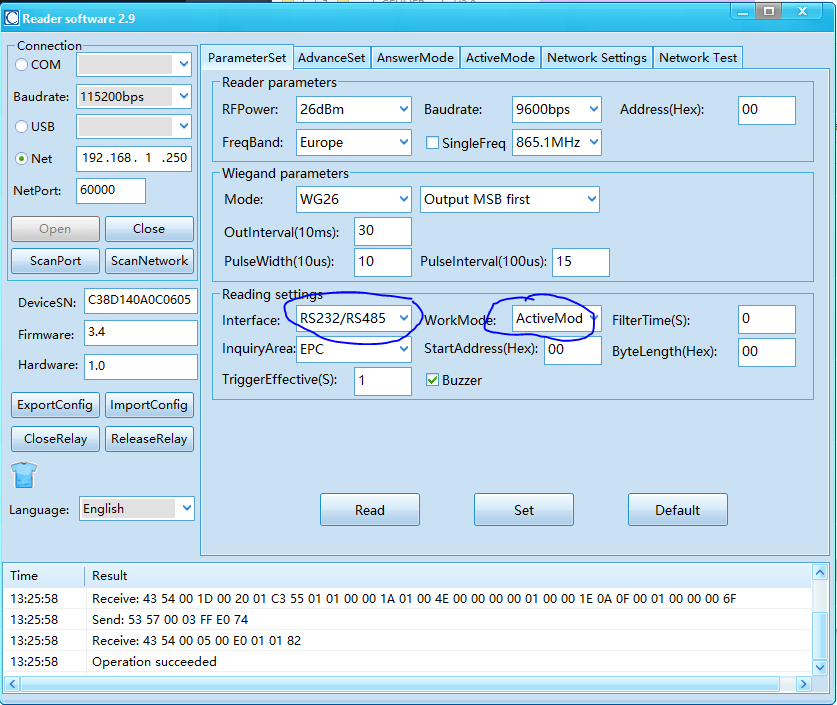 Reader software 2.9
Connection
COM
Baudrate: 115200bps
USB
Net 192.168. 1 .250
NetPort: 60000
Open Close
ScanPort ScanNetwork
DeviceSN: C38D140A0C0605
Firmware: 3.4
Hardware: 1.0
ExportConfig ImportConfig
CloseRelay ReleaseRelay
Language: English
ParameterSet AdvanceSet AnswerMode ActiveMode Network Settings Network Test
Reader parameters
RFPower: 26dBm Baudrate: 9600bps Address(Hex): 00
FreqBand: Europe SingleFreq 865.1MHz
Wiegand parameters
Mode: WG26 Output MSB first
OutInterval(10ms): 30
PulseWidth(10us): 10 PulseInterval(100us): 15
Reading settings
Interface: RS232/RS485 WorkMode: ActiveMod FilterTime(S): 0
InquiryArea: EPC StartAddress(Hex): 00 ByteLength(Hex): 00
TriggerEffective(S): 1 Buzzer
Read Set Default
Time Result
13:25:58 Receive: 43 54 00 1D 00 20 01 C3 55 01 01 00 00 1A 01 00 4E 00 00 00 00 01 00 00 1E 0A 0F 00 01 00 00 00 6F
13:25:58 Send: 53 57 00 03 FF E0 74
13:25:58 Receive: 43 54 00 05 00 E0 01 01 82
13:25:58 Operation succeeded